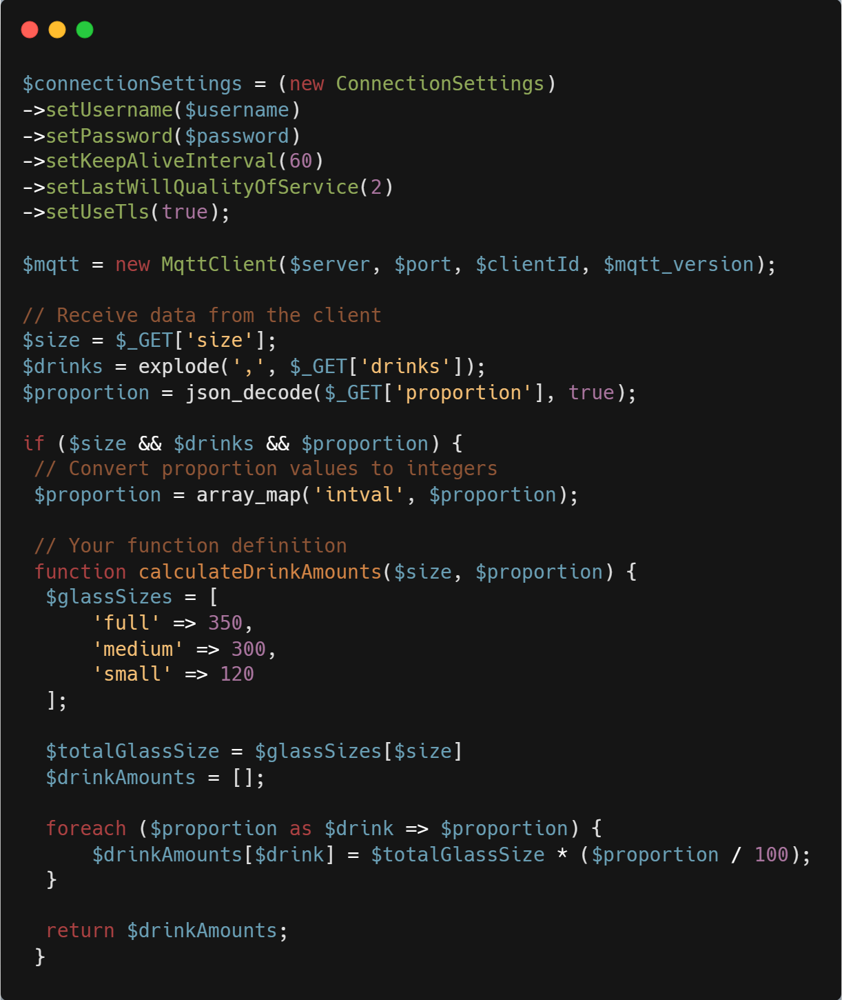 $connectionSettings = (new ConnectionSettings)
->setUsername($username)
->setPassword($password)
->setKeepAliveInterval(60)
->setLastWillQualityOfService(2)
->setUseTls(true);
$mqtt = new MqttClient($server, $port, $clientId, $mqtt_version);
// Receive data from the client
$size = $_GET['size'];
$drinks = explode(',', $_GET['drinks']);
$proportion = json_decode($_GET['proportion'], true);
if ($size && $drinks && $proportion) {
// Convert proportion values to integers
$proportion = array_map('intval', $proportion);
// Your function definition
function calculateDrinkAmounts($size, $proportion) {
$glassSizes = [
'full' => 350,
'medium' => 300,
'small' => 120
];
$totalGlassSize = $glassSizes[$size]
$drinkAmounts = [];
foreach ($proportion as $drink => $proportion) {
$drinkAmounts[$drink] = $totalGlassSize * ($proportion / 100);
}
return $drinkAmounts;
}